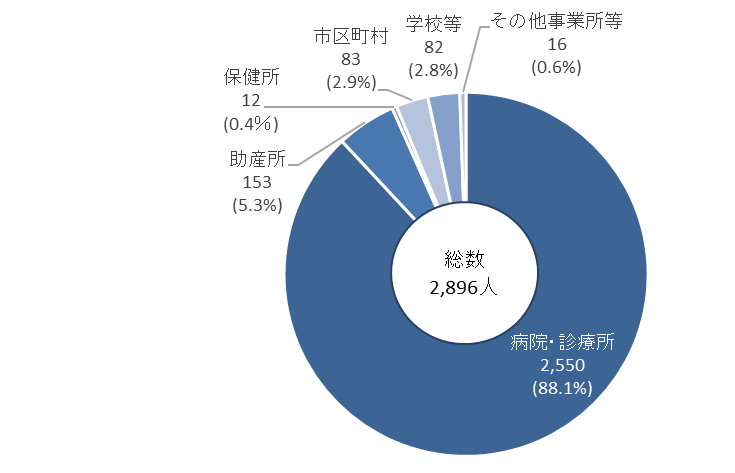 その他事業所等
16
(0.6%)
学校等
82
(2.8%)
市区町村
83
(2.9%)
保健所
12
(0.4%)
助産所
153
(5.3%)
総数
2,896人
病院・診療所
2,550
(88.1%)